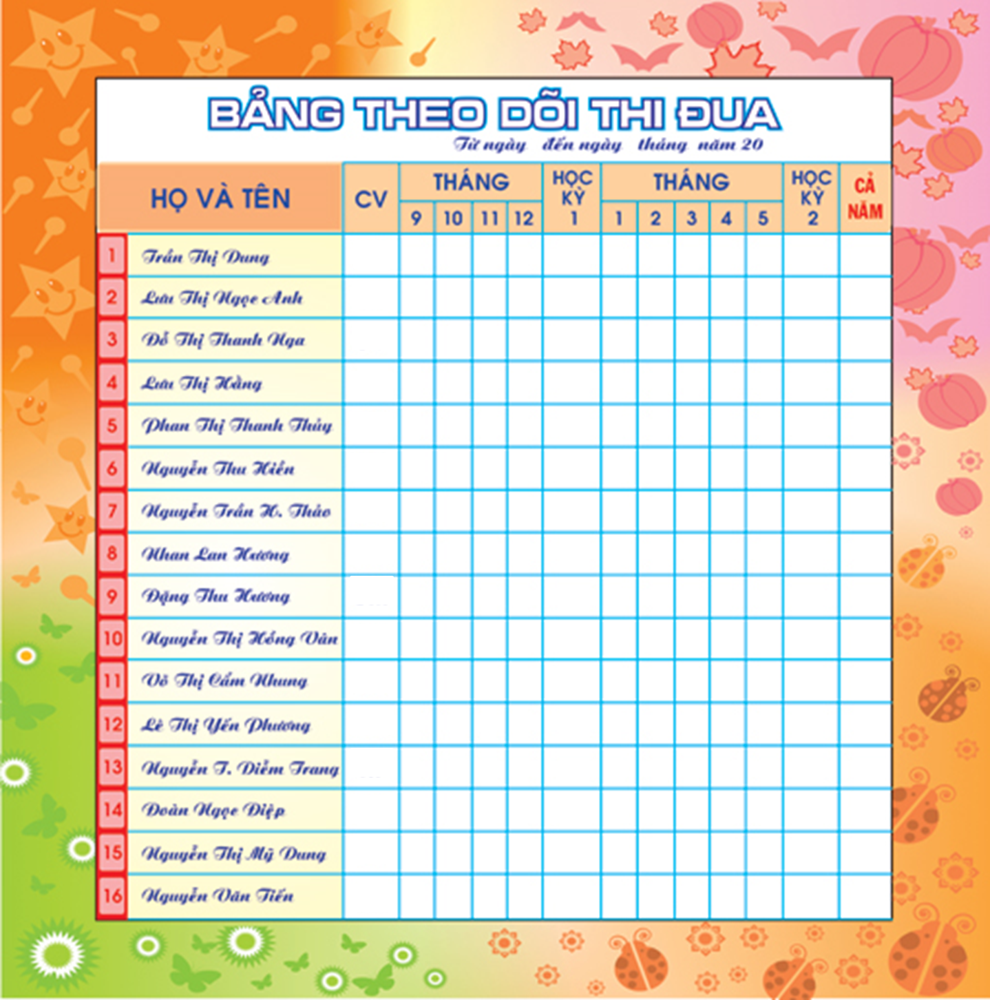 BẢNG THEO DÕI THI ĐUA
Từ ngày đến ngày tháng năm 20
HỌ VÀ TÊN CV THÁNG HỌC KỲ 1 THÁNG HỌC KỲ 2 CẢ NĂM
9 10 11 12 1 2 3 4 5
1 Trần Thị Dung
2 Lưu Thị Ngọc Anh
3 Đỗ Thị Thanh Nga
4 Lưu Thị Hằng
5 Phan Thị Thanh Thủy
6 Nguyễn Thu Hiền
7 Nguyễn Trần H. Thảo
8 Nhan Lan Hương
9 Đặng Thu Hương
10 Nguyễn Thị Hồng Vân
11 Võ Thị Cẩm Nhung
12 Lê Thị Yến Phương
13 Nguyễn T. Diễm Trang
14 Đoàn Ngọc Điệp
15 Nguyễn Thị Mỹ Dung
16 Nguyễn Văn Tiến